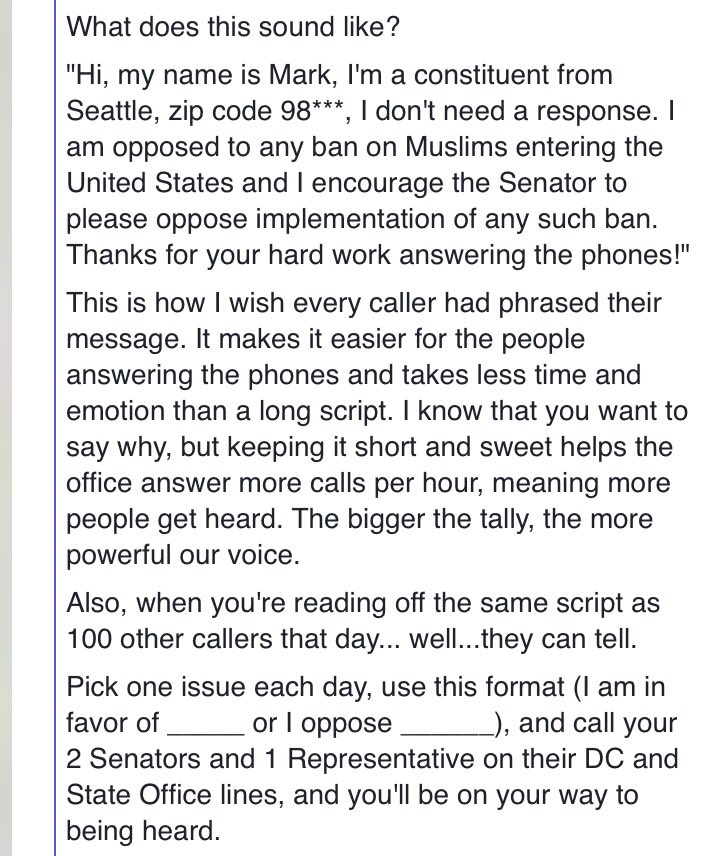 What does this sound like?
"Hi, my name is Mark, I'm a constituent from
Seattle, zip code 98***, I don't need a response. I
am opposed to any ban on Muslims entering the
United States and I encourage the Senator to
please oppose implementation of any such ban.
Thanks for your hard work answering the phones!"
This is how I wish every caller had phrased their
message. It makes it easier for the people
answering the phones and takes less time and
emotion than a long script. I know that you want to
say why, but keeping it short and sweet helps the
office answer more calls per hour, meaning more
people get heard. The bigger the tally, the more
powerful our voice.
Also, when you're reading off the same script as
100 other callers that day... well...they can tell.
Pick one issue each day, use this format (I am in
favor of _____ or I oppose ______), and call your
2 Senators and 1 Representative on their DC and
State Office lines, and you'll be on your way to
being heard.